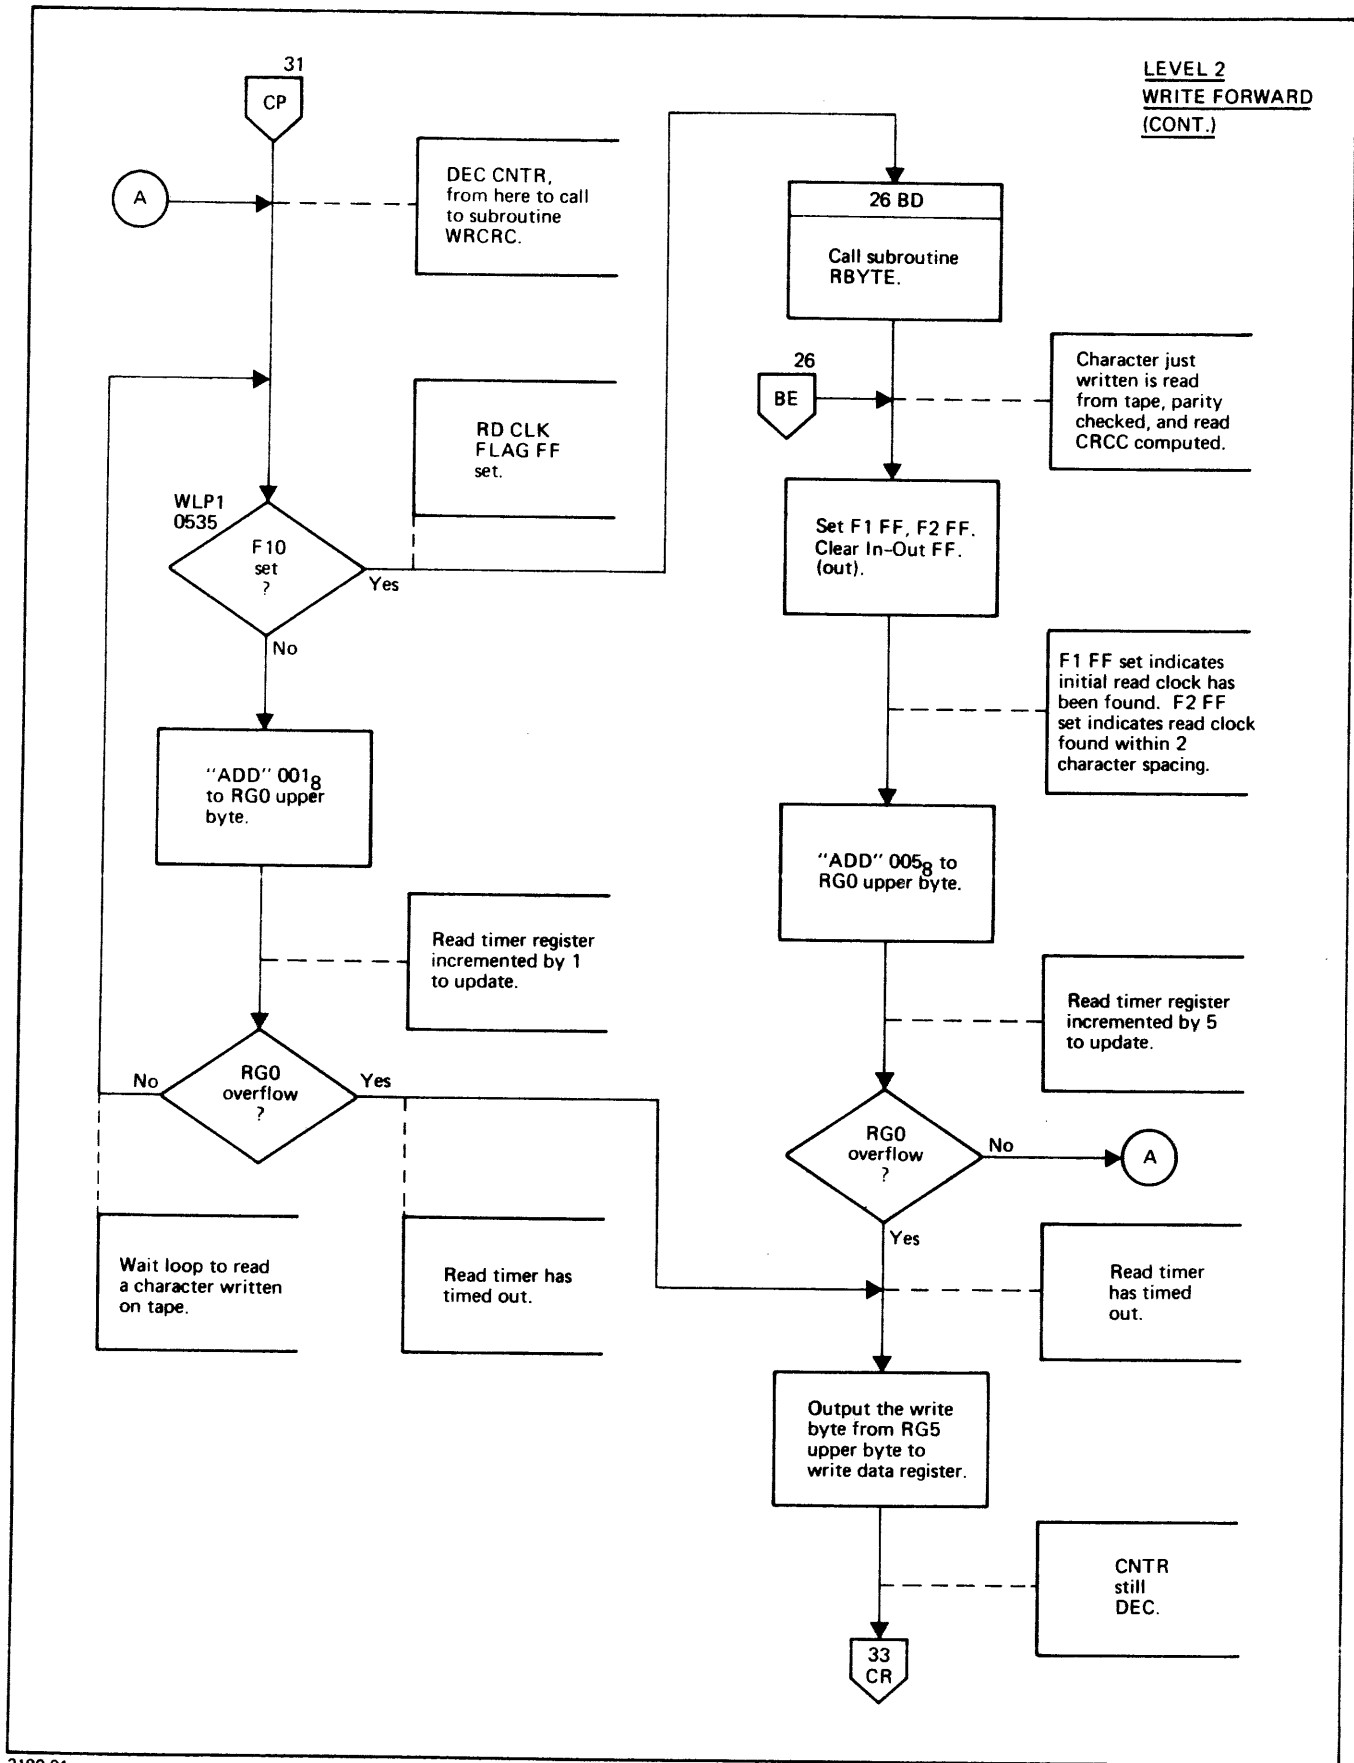 LEVEL 2
WRITE FORWARD
(CONT.)
31
CP
A
DEC CNTR,
from here to call
to subroutine
WRCRC.
RD CLK
FLAG FF
set.
WLP1
0535
F10
set
?
Yes
No
"ADD" 001₈
to RG0 upper
byte.
Read timer register
incremented by 1
to update.
RG0
overflow
?
No
Yes
Wait loop to read
a character written
on tape.
Read timer has
timed out.
26 BD
Call subroutine
RBYTE.
26
BE
Character just
written is read
from tape, parity
checked, and read
CRCC computed.
Set F1 FF, F2 FF.
Clear In-Out FF.
(out).
F1 FF set indicates
initial read clock has
been found. F2 FF
set indicates read clock
found within 2
character spacing.
"ADD" 005₈ to
RG0 upper byte.
Read timer register
incremented by 5
to update.
RG0
overflow
?
No
A
Yes
Read timer
has timed
out.
Output the write
byte from RG5
upper byte to
write data register.
CNTR
still
DEC.
33
CR